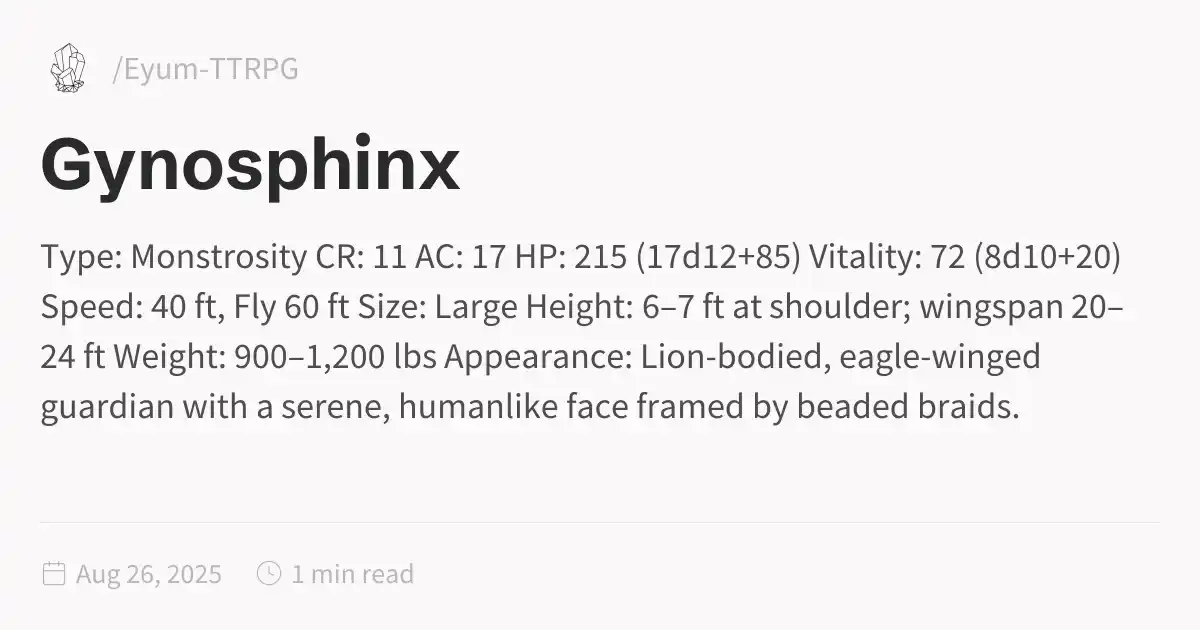 /Eyum-TTRPG
Gynosphinx
Type: Monstrosity CR: 11 AC: 17 HP: 215 (17d12+85) Vitality: 72 (8d10+20)
Speed: 40 ft, Fly 60 ft Size: Large Height: 6–7 ft at shoulder; wingspan 20–
24 ft Weight: 900–1,200 lbs Appearance: Lion-bodied, eagle-winged
guardian with a serene, humanlike face framed by beaded braids.
Aug 26, 2025 1 min read